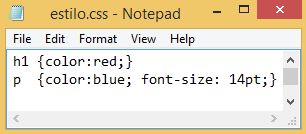 estilo.css - Notepad
File Edit Format View Help
h1 {color:red;}
p  {color:blue; font-size: 14pt;}